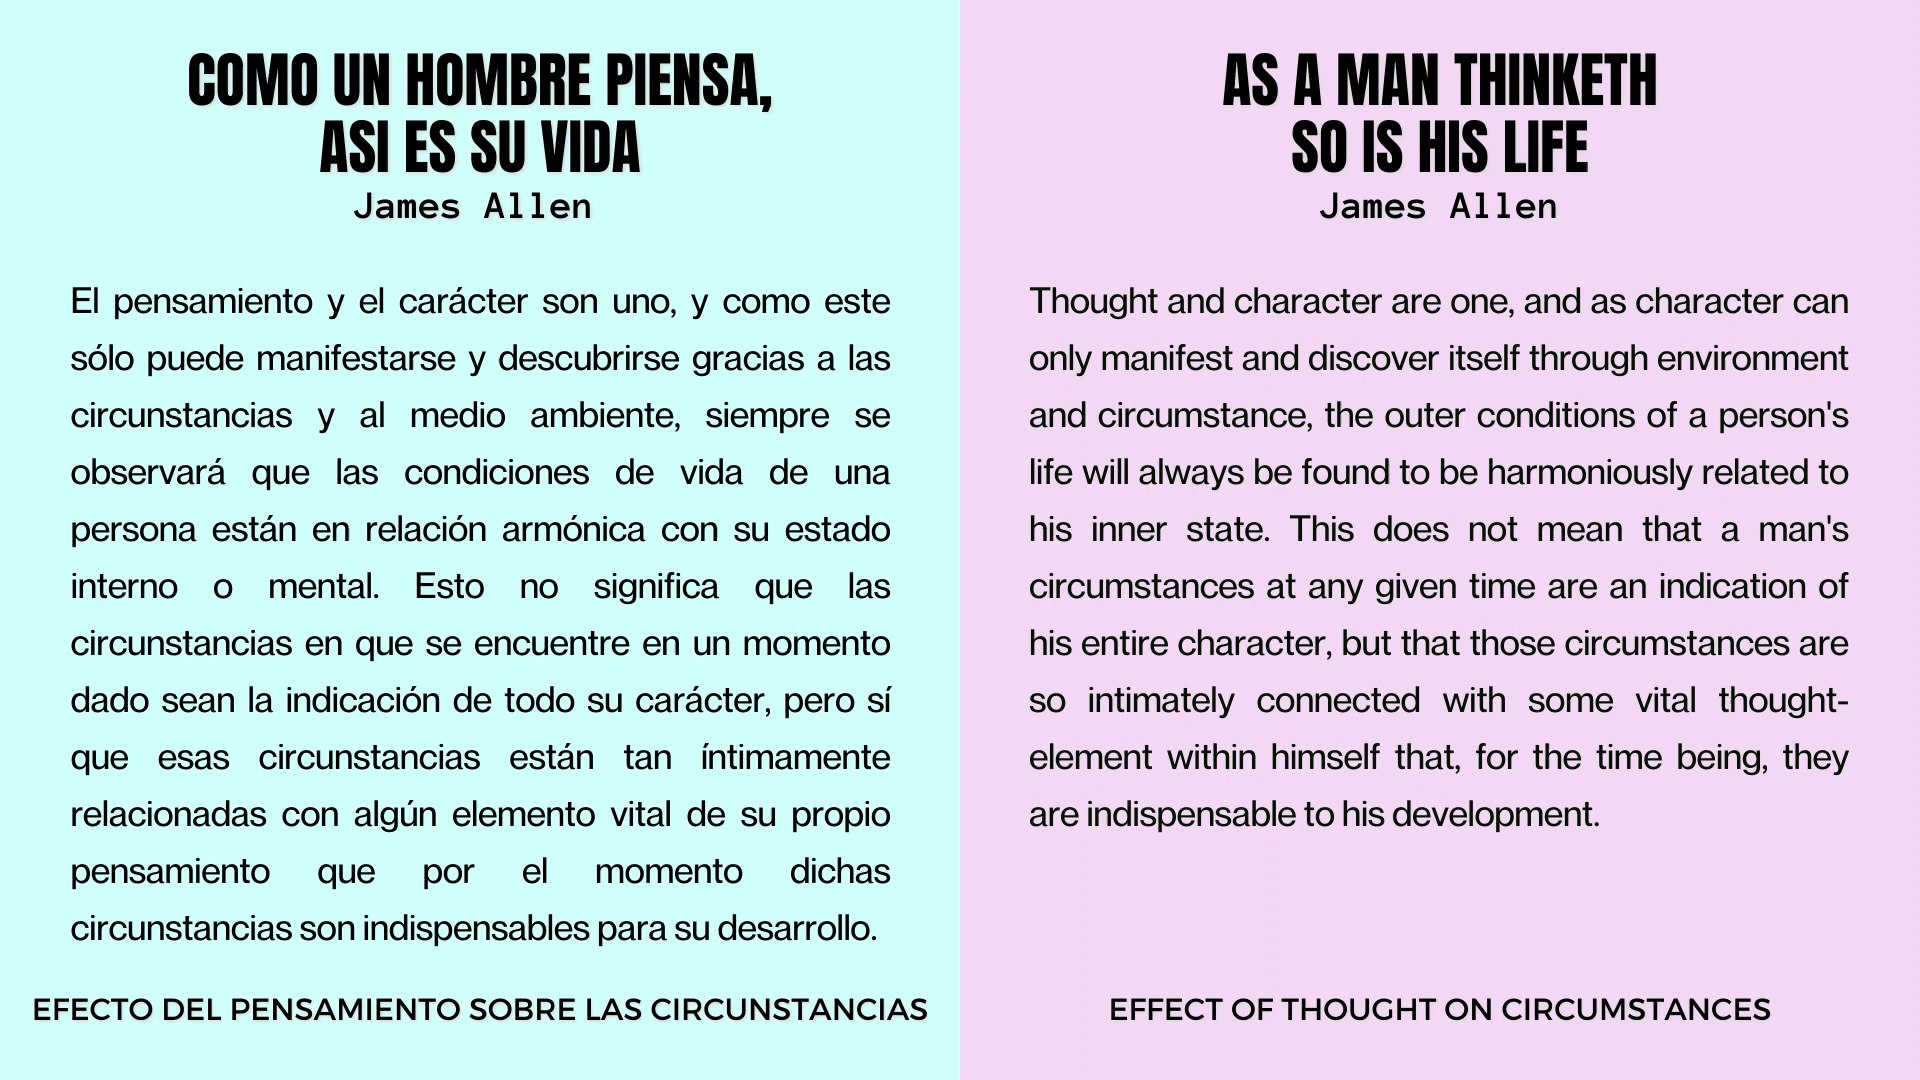 COMO UN HOMBRE PIENSA,
ASI ES SU VIDA
James Allen
El pensamiento y el carácter son uno, y como este
sólo puede manifestarse y descubrirse gracias a las
circunstancias y al medio ambiente, siempre se
observará que las condiciones de vida de una
persona están en relación armónica con su estado
interno o mental. Esto no significa que las
circunstancias en que se encuentre en un momento
dado sean la indicación de todo su carácter, pero sí
que esas circunstancias están tan íntimamente
relacionadas con algún elemento vital de su propio
pensamiento que por el momento dichas
circunstancias son indispensables para su desarrollo.
EFECTO DEL PENSAMIENTO SOBRE LAS CIRCUNSTANCIAS
AS A MAN THINKETH
SO IS HIS LIFE
James Allen
Thought and character are one, and as character can
only manifest and discover itself through environment
and circumstance, the outer conditions of a person's
life will always be found to be harmoniously related to
his inner state. This does not mean that a man's
circumstances at any given time are an indication of
his entire character, but that those circumstances are
so intimately connected with some vital thought-
element within himself that, for the time being, they
are indispensable to his development.
EFFECT OF THOUGHT ON CIRCUMSTANCES